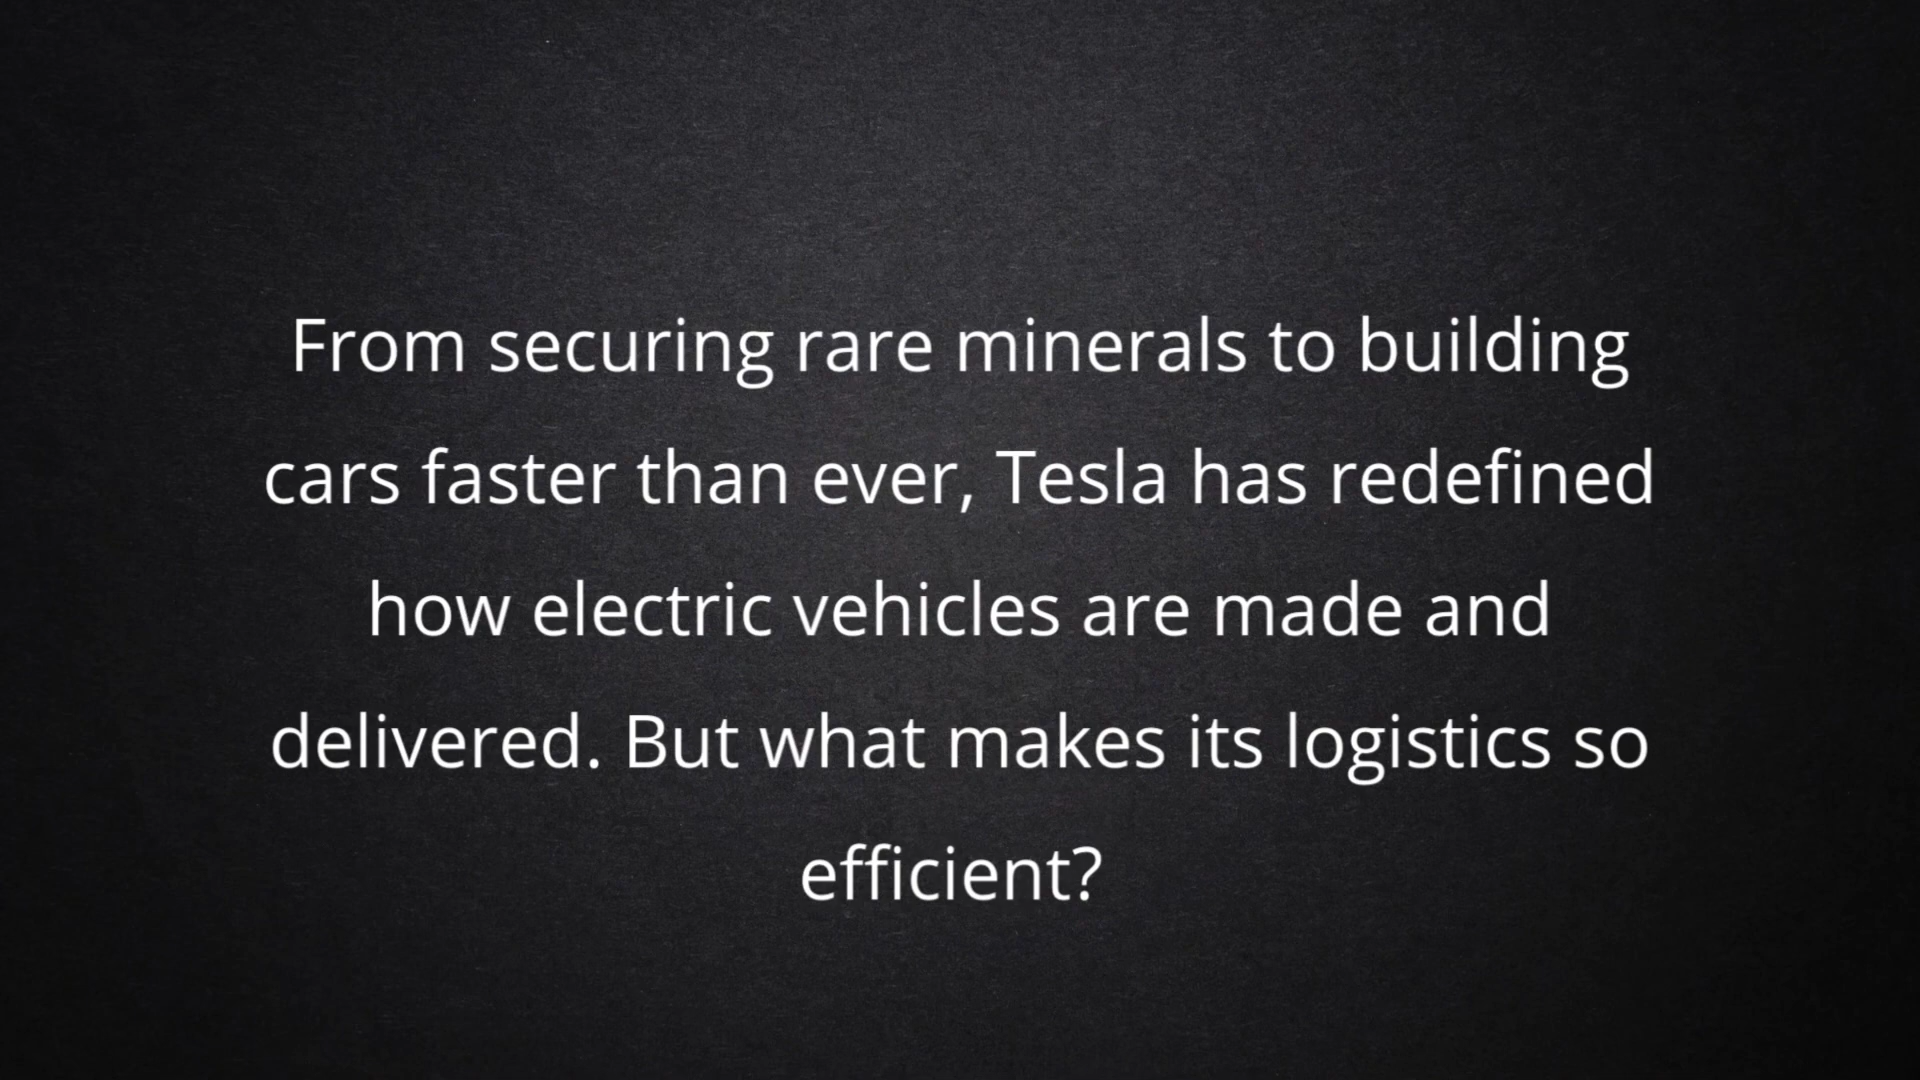 From securing rare minerals to building
cars faster than ever, Tesla has redefined
how electric vehicles are made and
delivered. But what makes its logistics so
efficient?